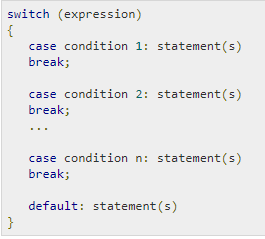 switch (expression)
{
   case condition 1: statement(s)
   break;

   case condition 2: statement(s)
   break;
   ...

   case condition n: statement(s)
   break;

   default: statement(s)
}